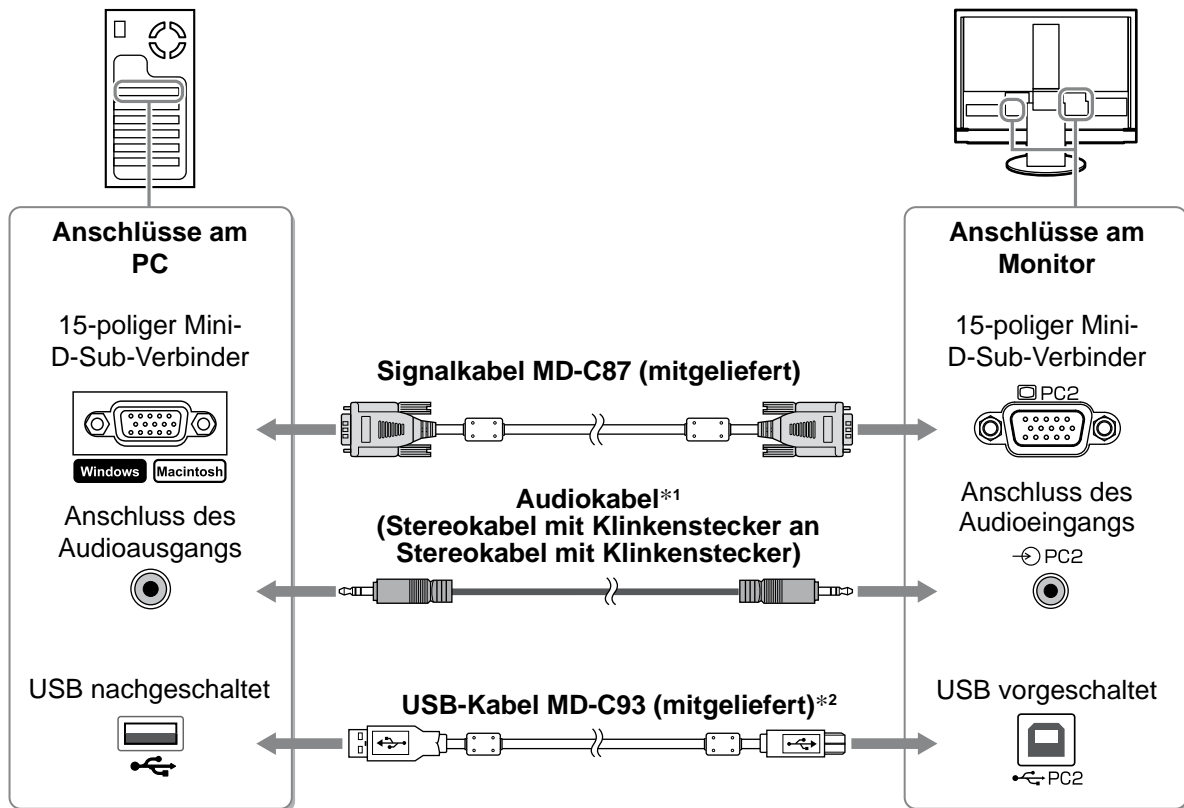 Anschlüsse am
PC
15-poliger Mini-
D-Sub-Verbinder
Windows Macintosh
Anschluss des
Audioausgangs
USB nachgeschaltet
Signalkabel MD-C87 (mitgeliefert)
Audiokabel*1
(Stereokabel mit Klinkenstecker an
Stereokabel mit Klinkenstecker)
USB-Kabel MD-C93 (mitgeliefert)*2
Anschlüsse am
Monitor
15-poliger Mini-
D-Sub-Verbinder
PC2
Anschluss des
Audioeingangs
PC2
USB vorgeschaltet
PC2